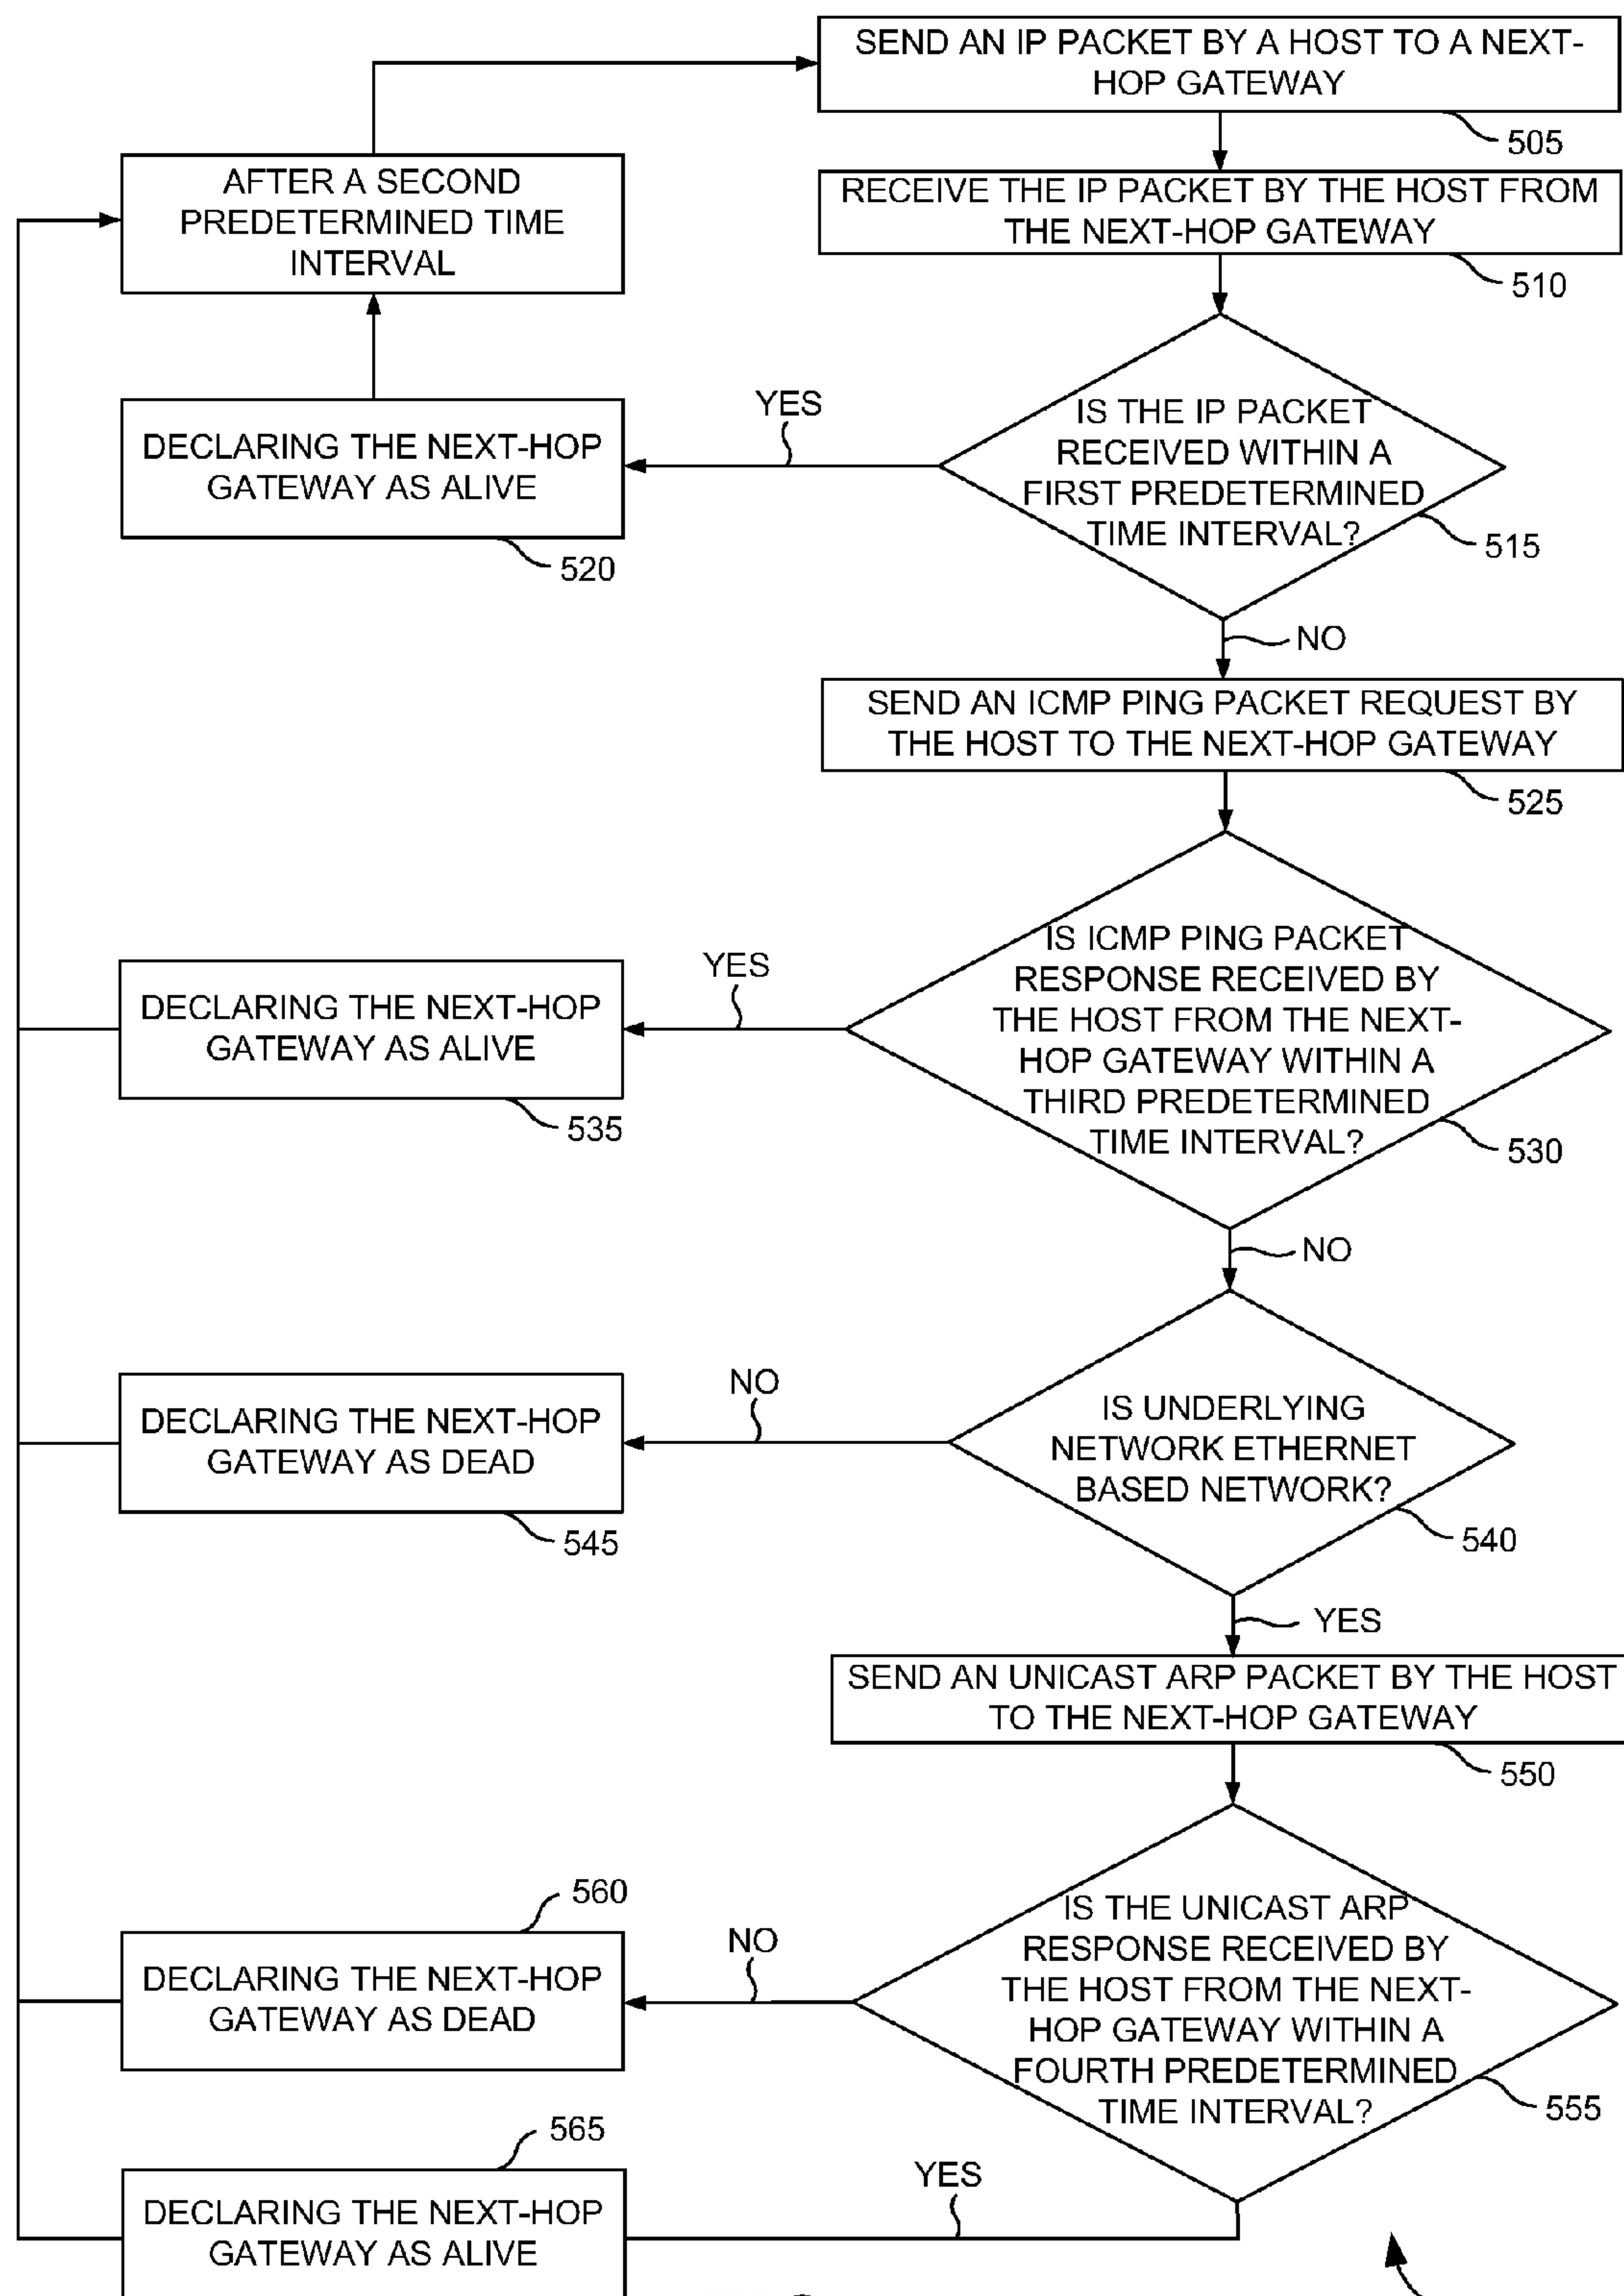 SEND AN IP PACKET BY A HOST TO A NEXT-
HOP GATEWAY
505
AFTER A SECOND
PREDETERMINED TIME
INTERVAL
RECEIVE THE IP PACKET BY THE HOST FROM
THE NEXT-HOP GATEWAY
510
IS THE IP PACKET
RECEIVED WITHIN A
FIRST PREDETERMINED
TIME INTERVAL?
515
YES
DECLARING THE NEXT-HOP
GATEWAY AS ALIVE
520
NO
SEND AN ICMP PING PACKET REQUEST BY
THE HOST TO THE NEXT-HOP GATEWAY
525
IS ICMP PING PACKET
RESPONSE RECEIVED BY
THE HOST FROM THE NEXT-
HOP GATEWAY WITHIN A
THIRD PREDETERMINED
TIME INTERVAL?
530
YES
DECLARING THE NEXT-HOP
GATEWAY AS ALIVE
535
NO
IS UNDERLYING
NETWORK ETHERNET
BASED NETWORK?
540
NO
DECLARING THE NEXT-HOP
GATEWAY AS DEAD
545
YES
SEND AN UNICAST ARP PACKET BY THE HOST
TO THE NEXT-HOP GATEWAY
550
IS THE UNICAST ARP
RESPONSE RECEIVED BY
THE HOST FROM THE NEXT-
HOP GATEWAY WITHIN A
FOURTH PREDETERMINED
TIME INTERVAL?
555
NO
560
DECLARING THE NEXT-HOP
GATEWAY AS DEAD
YES
565
DECLARING THE NEXT-HOP
GATEWAY AS ALIVE